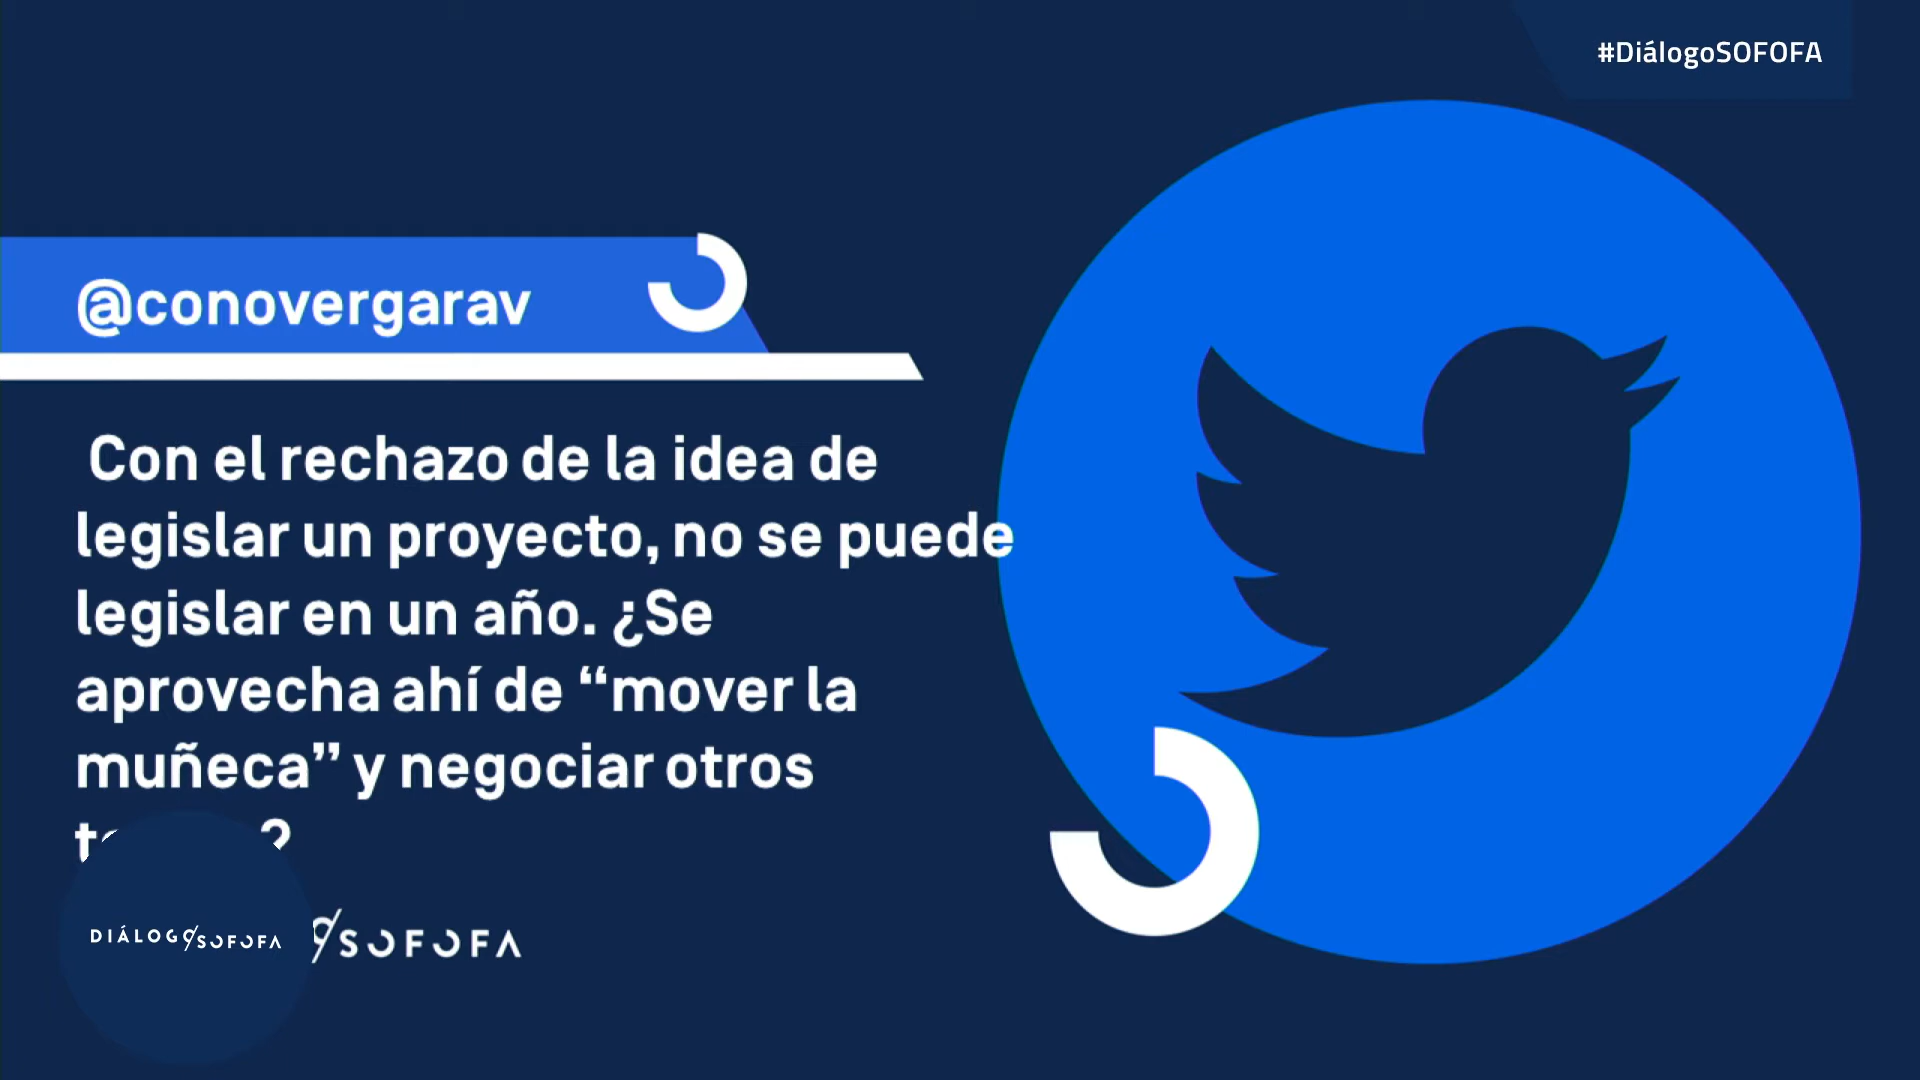 #DiálogoSOFOFA
@conovergarav
Con el rechazo de la idea de
legislar un proyecto, no se puede
legislar en un año. ¿Se
aprovecha ahí de “mover la
muñeca” y negociar otros
?
DIÁLOGO SOFOFA
SOFOFA